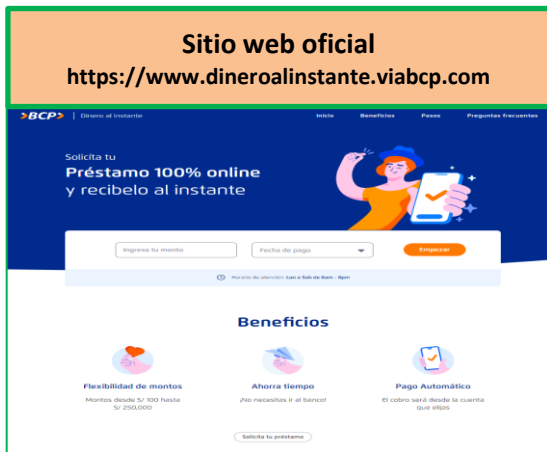 Sitio web oficial
https://www.dineroalinstante.viabcp.com
>BCP> | Dinero al instante Inicio Beneficios Pasos Preguntas frecuentes
Solicita tu
Préstamo 100% online
y recíbelo al instante
Ingresa tu monto Fecha de pago Empezar
Horario de atención: Lun a Sáb de 8am - 8pm
Beneficios
Flexibilidad de montos Ahorra tiempo Pago Automático
Montos desde S/ 100 hasta ¡No necesitas ir al banco! El cobro será desde la cuenta
S/ 250,000 que elijas
Solicita tu préstamo